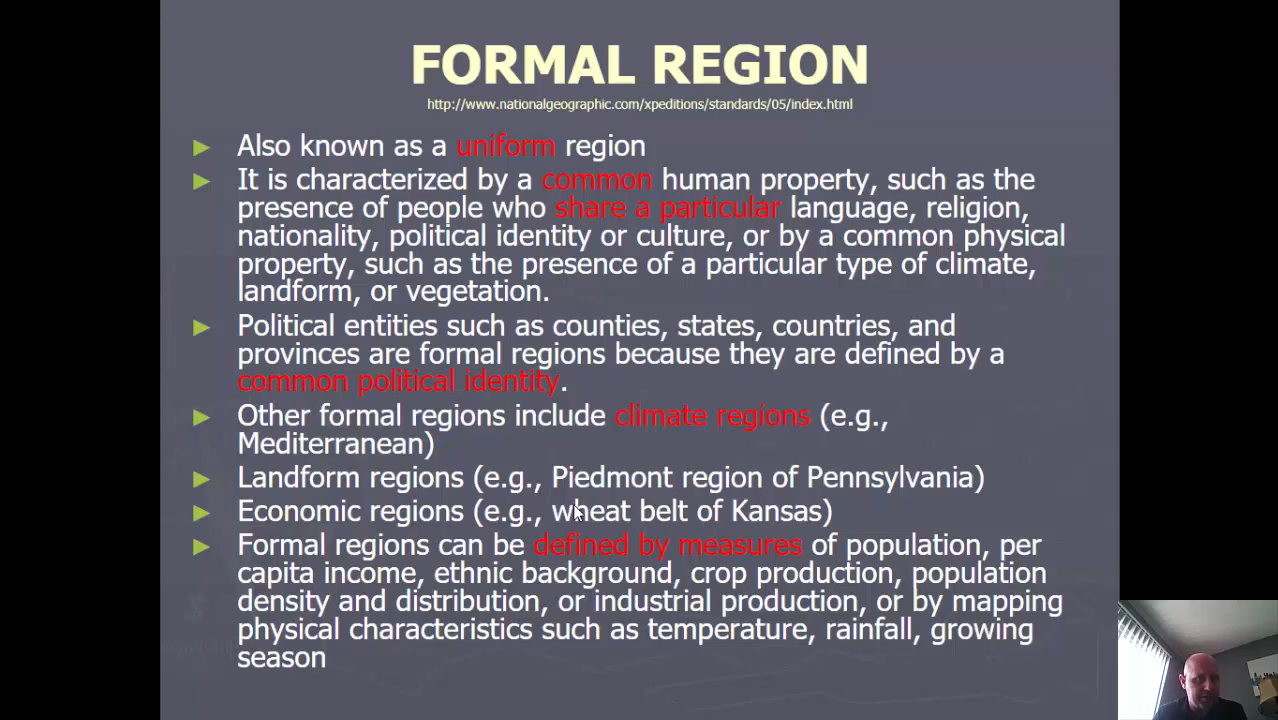 FORMAL REGION
http://www.nationalgeographic.com/xpeditions/standards/05/index.html
► Also known as a uniform region
► It is characterized by a common human property, such as the
presence of people who share a particular language, religion,
nationality, political identity or culture, or by a common physical
property, such as the presence of a particular type of climate,
landform, or vegetation.
► Political entities such as counties, states, countries, and
provinces are formal regions because they are defined by a
common political identity.
► Other formal regions include climate regions (e.g.,
Mediterranean)
► Landform regions (e.g., Piedmont region of Pennsylvania)
► Economic regions (e.g., wheat belt of Kansas)
► Formal regions can be defined by measures of population, per
capita income, ethnic background, crop production, population
density and distribution, or industrial production, or by mapping
physical characteristics such as temperature, rainfall, growing
season